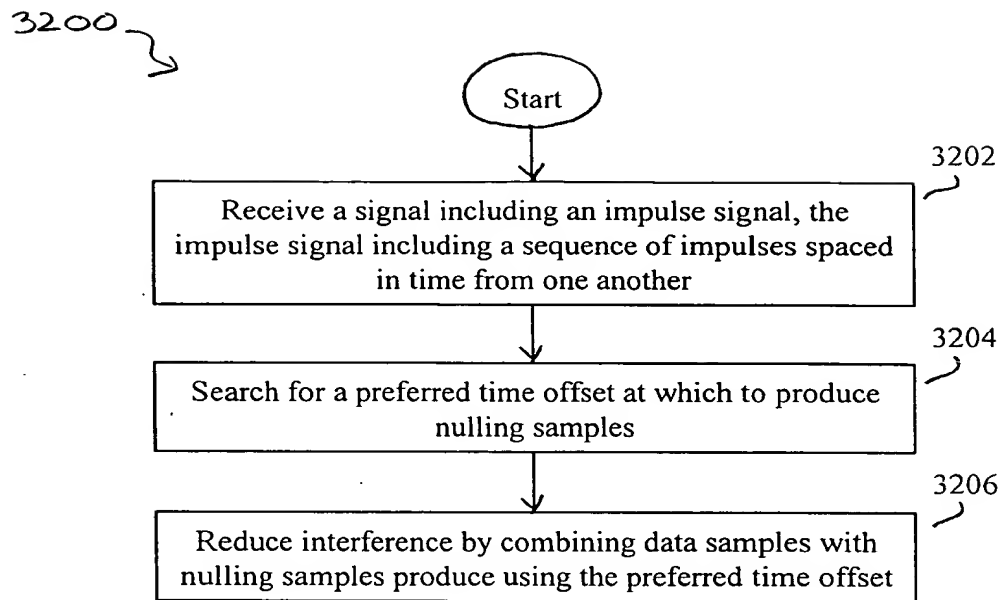 3200
Start
3202
Receive a signal including an impulse signal, the
impulse signal including a sequence of impulses spaced
in time from one another
3204
Search for a preferred time offset at which to produce
nulling samples
3206
Reduce interference by combining data samples with
nulling samples produce using the preferred time offset